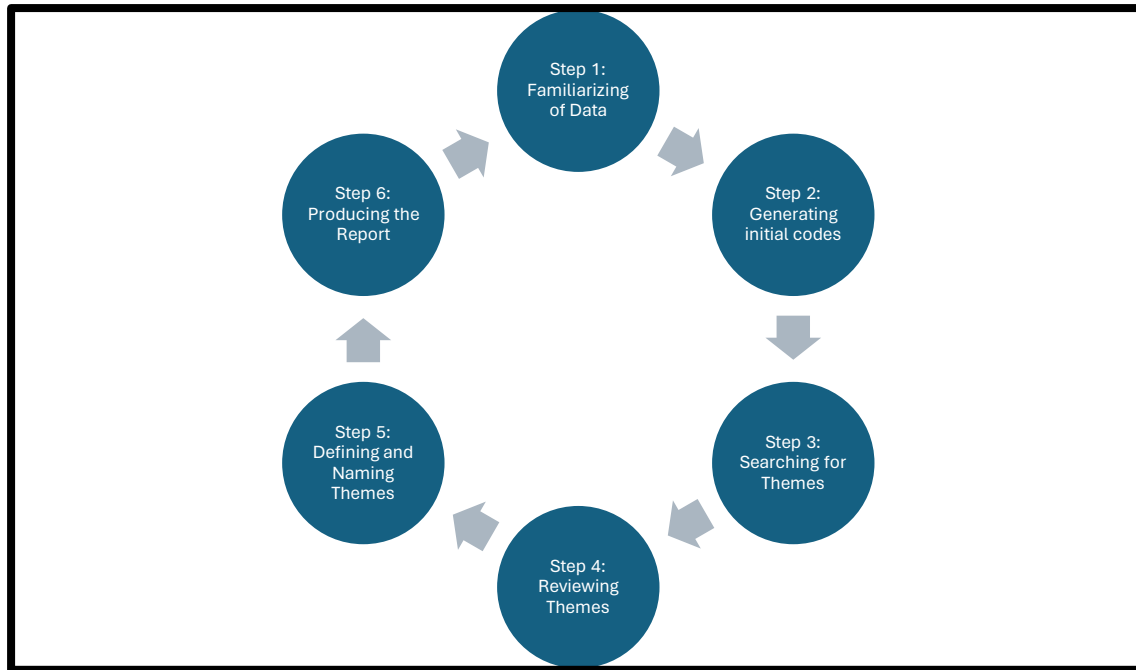 Step 1:
Familiarizing
of Data
Step 2:
Generating
initial codes
Step 3:
Searching for
Themes
Step 4:
Reviewing
Themes
Step 5:
Defining and
Naming
Themes
Step 6:
Producing the
Report